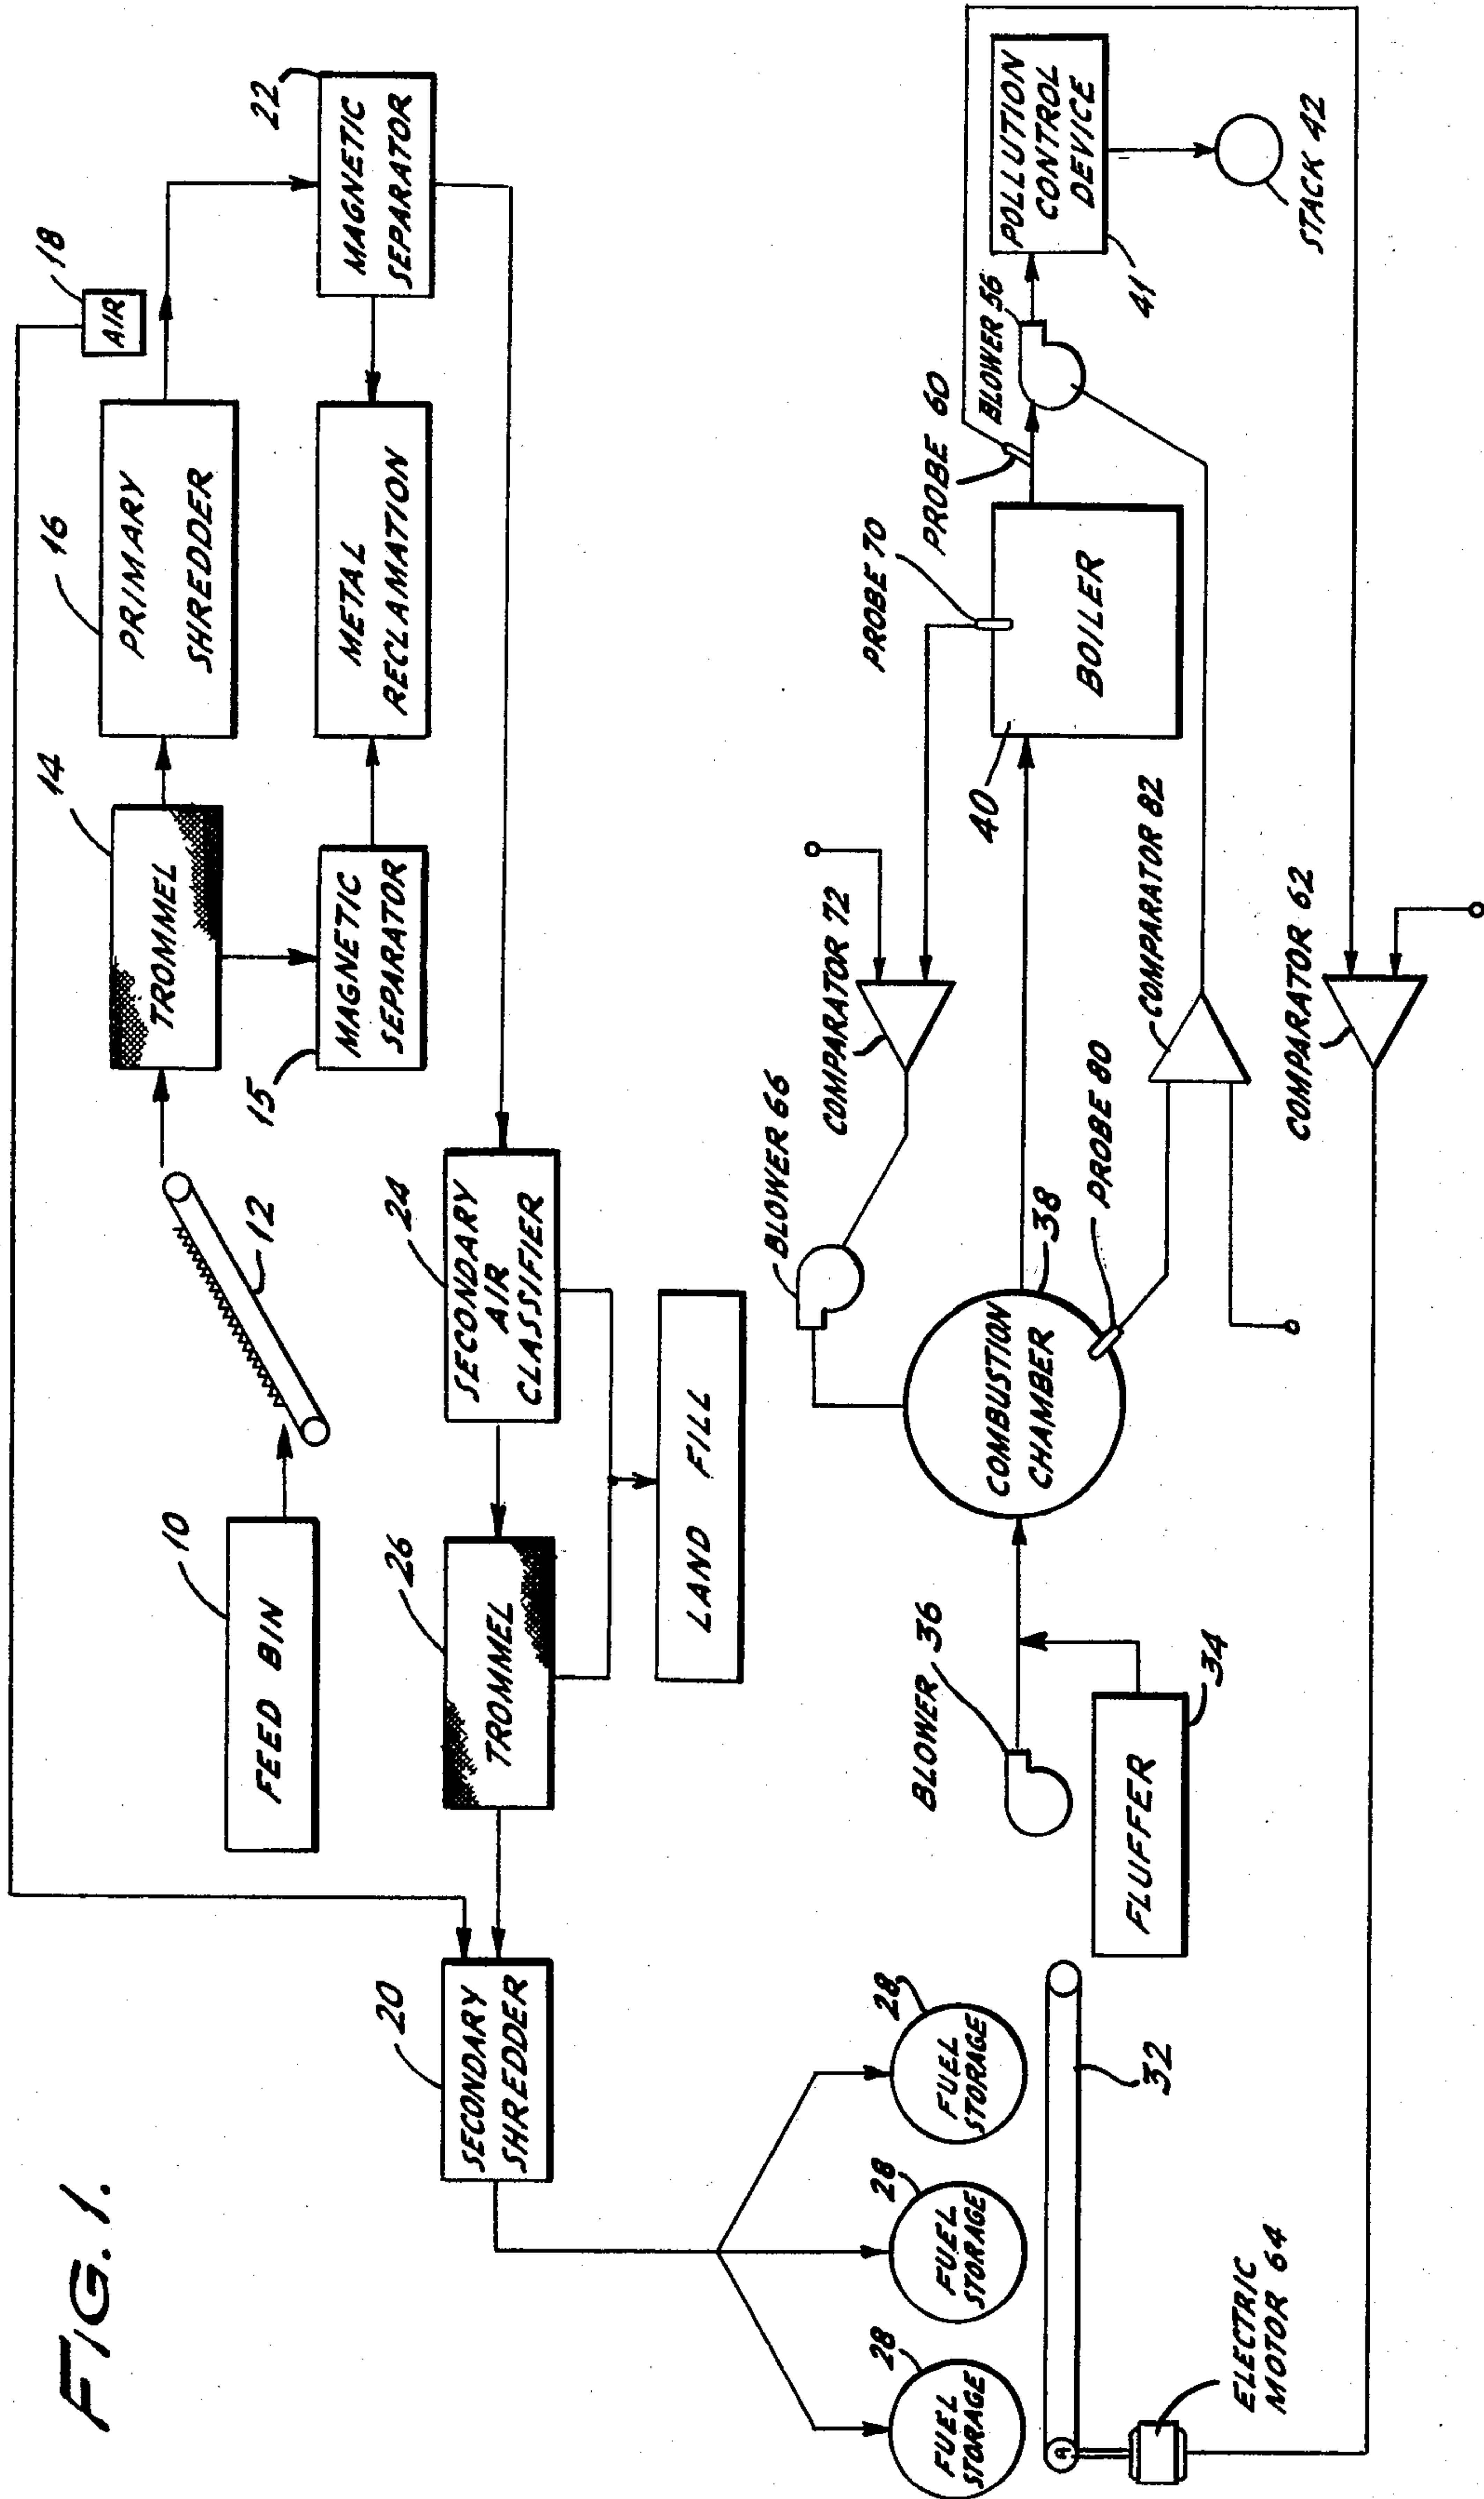 FIG. 1.
10
FEED BIN
12
14
TROMMEL
16
PRIMARY
SHREDDER
18
AIR
15
MAGNETIC
SEPARATOR
METAL
RECLAMATION
22
MAGNETIC
SEPARATOR
20
SECONDARY
SHREDDER
26
TROMMEL
24
SECONDARY
AIR
CLASSIFIER
LAND FILL
28
FUEL
STORAGE
28
FUEL
STORAGE
28
FUEL
STORAGE
32
ELECTRIC
MOTOR 64
BLOWER 36
FLUFFER
34
BLOWER 66
COMBUSTION
CHAMBER
38
PROBE 80
COMPARATOR 72
COMPARATOR 82
COMPARATOR 62
40
BOILER
PROBE 70
PROBE 60
BLOWER 56
POLLUTION
CONTROL
DEVICE
41
STACK 42